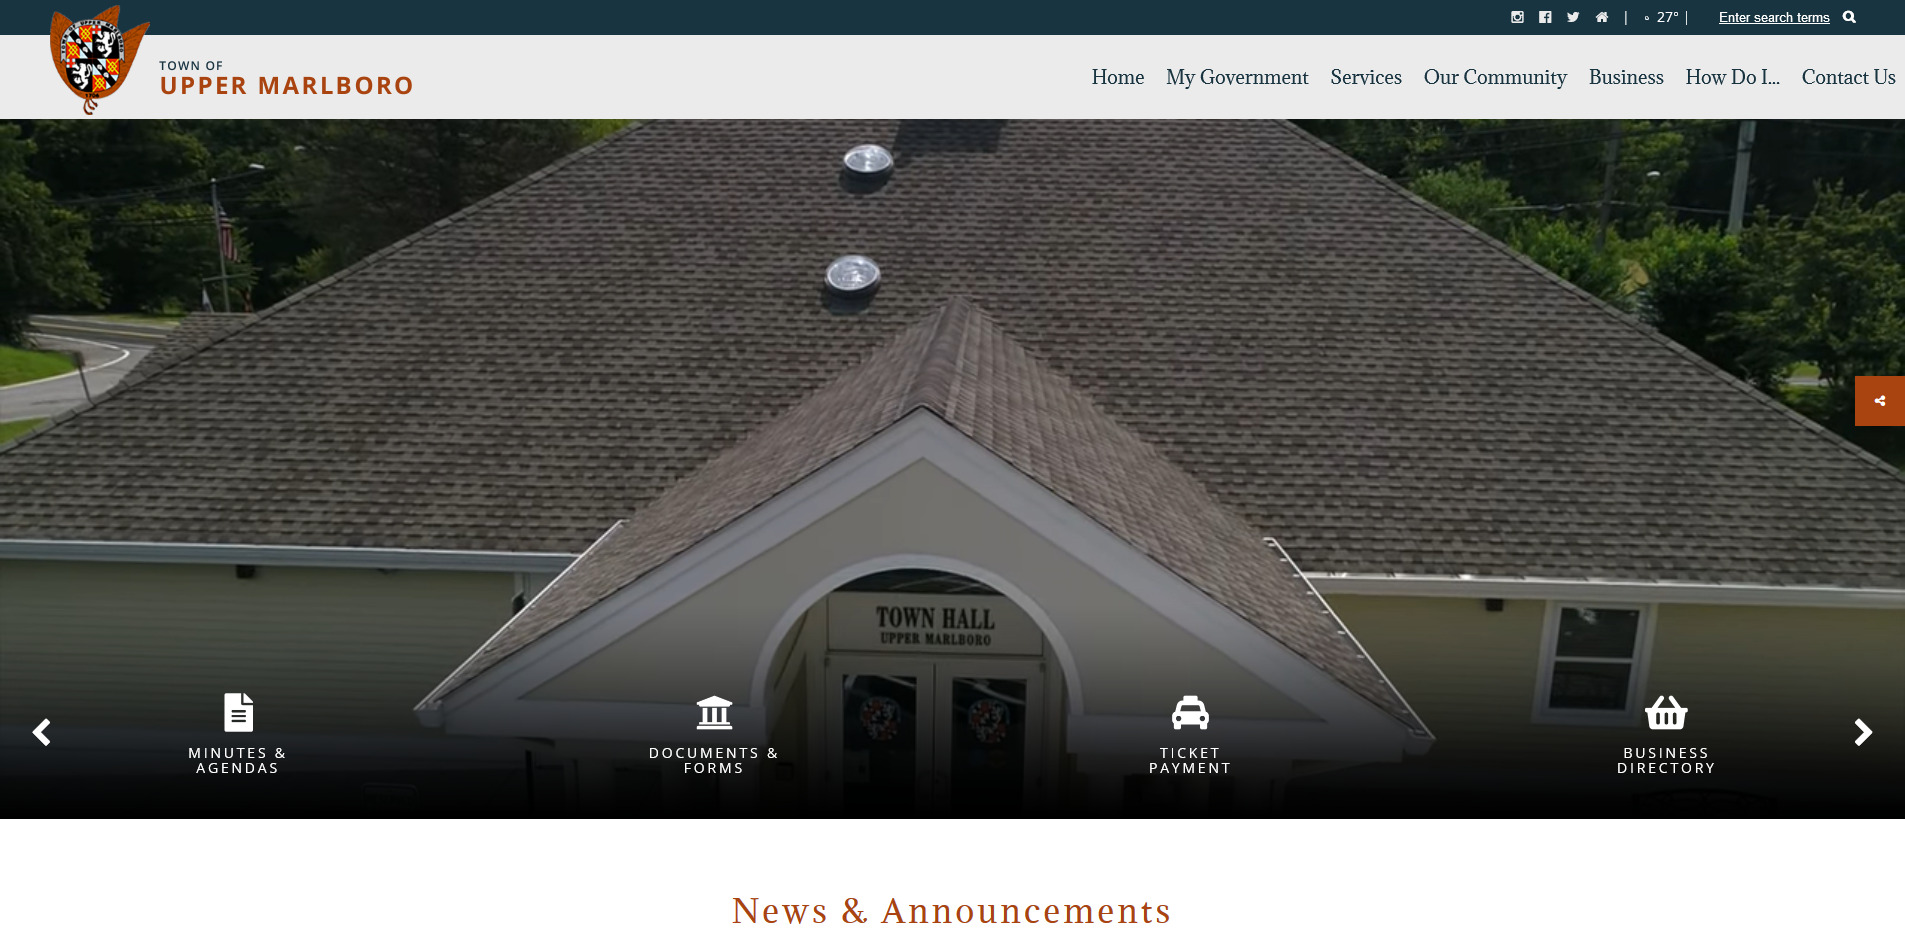 27° |
Enter search terms
TOWN OF
UPPER MARLBORO
Home My Government Services Our Community Business How Do I... Contact Us
TOWN HALL
UPPER MARLBORO
MINUTES &
AGENDAS
DOCUMENTS &
FORMS
TICKET
PAYMENT
BUSINESS
DIRECTORY
News & Announcements